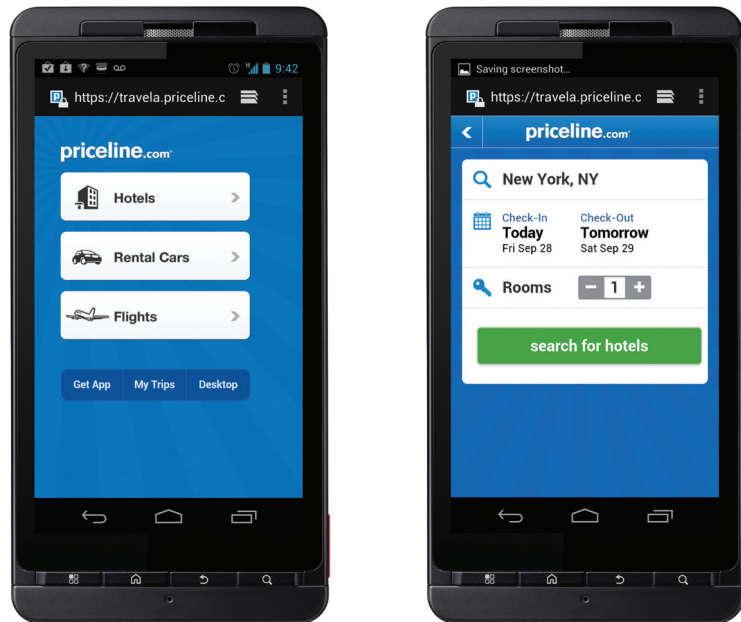 9:42
https://travela.priceline.c
priceline.com
Hotels
Rental Cars
Flights
Get App My Trips Desktop
Saving screenshot...
https://travela.priceline.c
priceline.com
New York, NY
Check-In Check-Out
Today Tomorrow
Fri Sep 28 Sat Sep 29
Rooms − 1 +
search for hotels